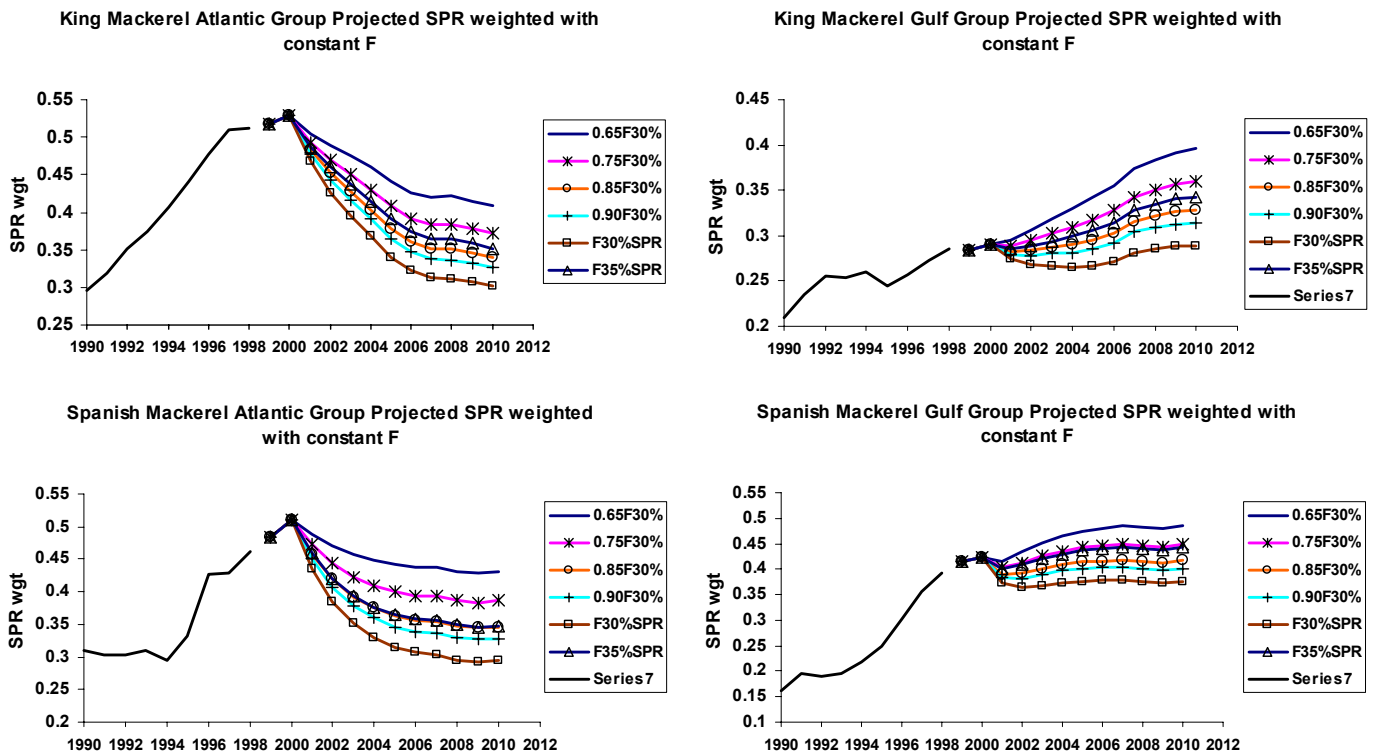 King Mackerel Atlantic Group Projected SPR weighted with
constant F
SPR wgt
0.55
0.5
0.45
0.4
0.35
0.3
0.25
1990 1992 1994 1996 1998 2000 2002 2004 2006 2008 2010 2012
0.65F30%
0.75F30%
0.85F30%
0.90F30%
F30%SPR
F35%SPR
King Mackerel Gulf Group Projected SPR weighted with
constant F
SPR wgt
0.45
0.4
0.35
0.3
0.25
0.2
1990 1992 1994 1996 1998 2000 2002 2004 2006 2008 2010 2012
0.65F30%
0.75F30%
0.85F30%
0.90F30%
F30%SPR
F35%SPR
Series7
Spanish Mackerel Atlantic Group Projected SPR weighted
with constant F
SPR wgt
0.55
0.5
0.45
0.4
0.35
0.3
0.25
0.2
1990 1992 1994 1996 1998 2000 2002 2004 2006 2008 2010 2012
0.65F30%
0.75F30%
0.85F30%
0.90F30%
F30%SPR
F35%SPR
Series7
Spanish Mackerel Gulf Group Projected SPR weighted with
constant F
SPR wgt
0.55
0.5
0.45
0.4
0.35
0.3
0.25
0.2
0.15
0.1
1990 1992 1994 1996 1998 2000 2002 2004 2006 2008 2010 2012
0.65F30%
0.75F30%
0.85F30%
0.90F30%
F30%SPR
F35%SPR
Series7